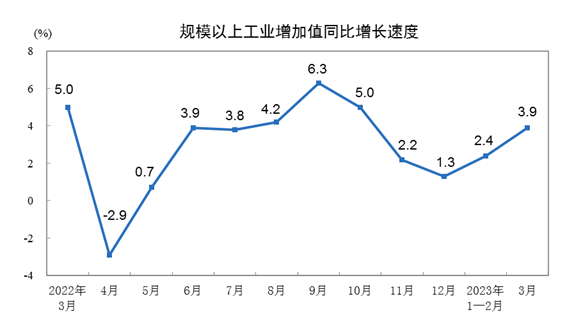 规模以上工业增加值同比增长速度
(%)
8
6
4
2
0
-2
-4
5.0
-2.9
0.7
3.9
3.8
4.2
6.3
5.0
2.2
1.3
2.4
3.9
2022年
3月
4月
5月
6月
7月
8月
9月
10月
11月
12月
2023年
1—2月
3月